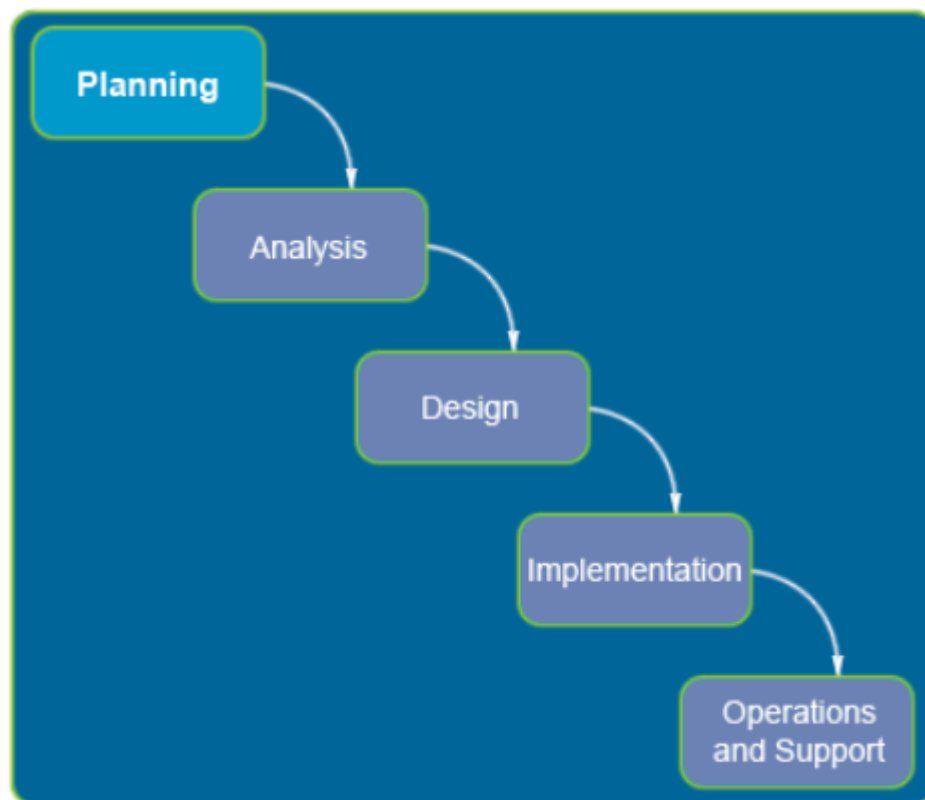 Planning
Analysis
Design
Implementation
Operations
and Support